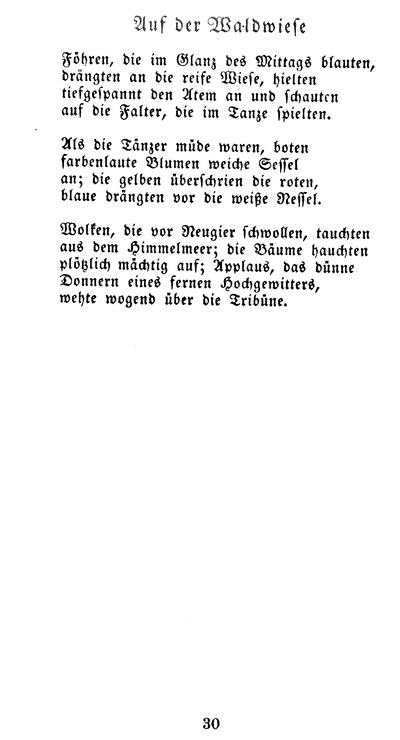 Auf der Waldwiese
Föhren, die im Glanz des Mittags blauten,
drängten an die reife Wiese, hielten
tiefgespannt den Atem an und schauten
auf die Falter, die im Tanze spielten.
Als die Tänzer müde waren, boten
farbenlaute Blumen weiche Sessel
an; die gelben überschrien die roten,
blaue drängten vor die weiße Nessel.
Wolken, die vor Neugier schwollen, tauchten
aus dem Himmelmeer; die Bäume hauchten
plötzlich mächtig auf; Applaus, das dünne
Donnern eines fernen Hochgewitters,
wehte wogend über die Tribüne.
30